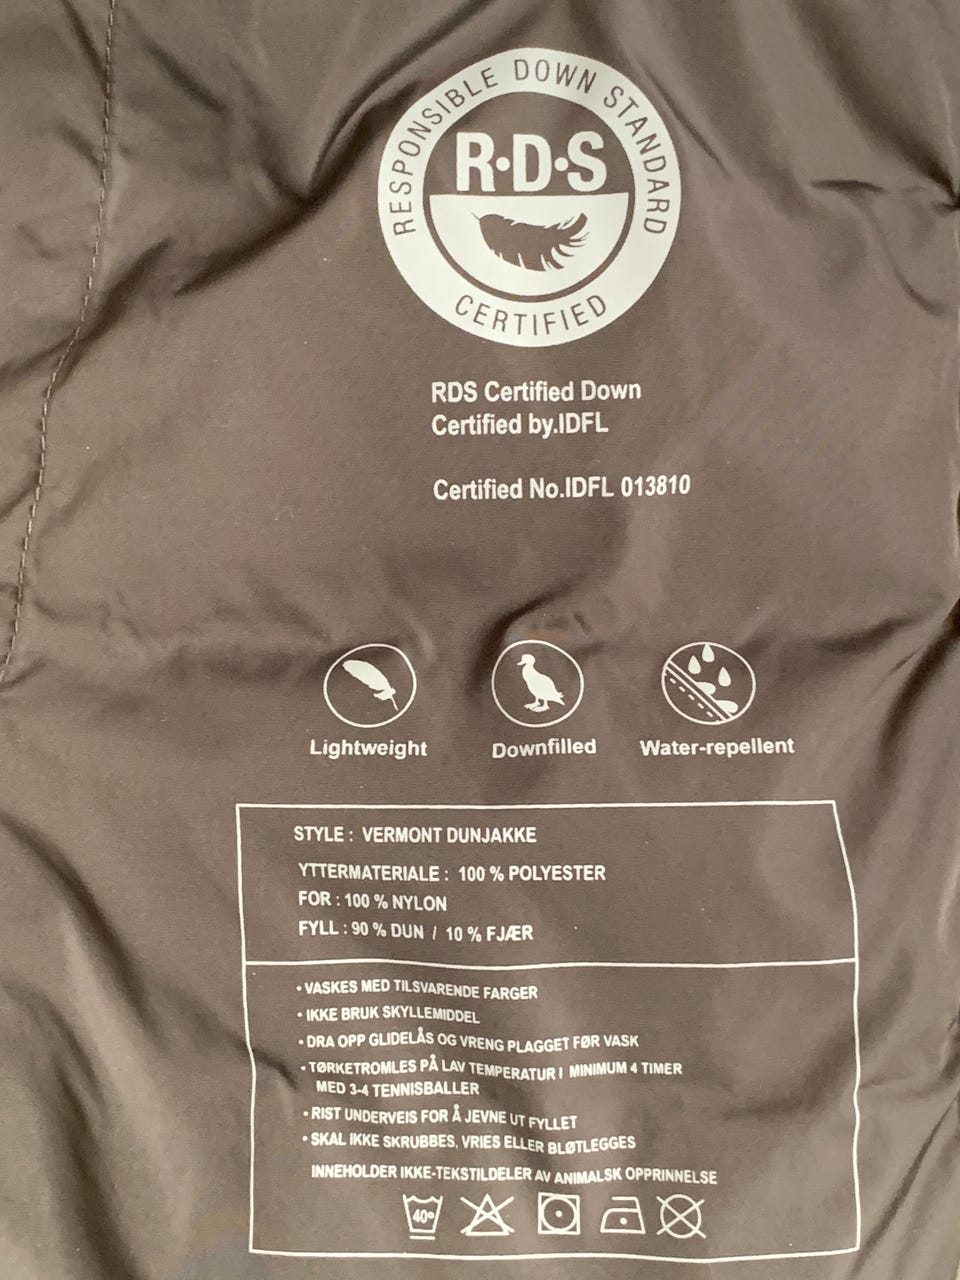 RESPONSIBLE DOWN STANDARD
R·D·S
CERTIFIED
RDS Certified Down
Certified by.IDFL
Certified No.IDFL 013810
Lightweight Downfilled Water-repellent
STYLE : VERMONT DUNJAKKE
YTTERMATERIALE : 100 % POLYESTER
FOR : 100 % NYLON
FYLL : 90 % DUN / 10 % FJÆR
• VASKES MED TILSVARENDE FARGER
• IKKE BRUK SKYLLEMIDDEL
• DRA OPP GLIDELÅS OG VRENG PLAGGET FØR VASK
• TØRKETROMLES PÅ LAV TEMPERATUR I MINIMUM 4 TIMER
MED 3-4 TENNISBALLER
• RIST UNDERVEIS FOR Å JEVNE UT FYLLET
• SKAL IKKE SKRUBBES, VRIES ELLER BLØTLEGGES
INNEHOLDER IKKE-TEKSTILDELER AV ANIMALSK OPPRINNELSE
40°